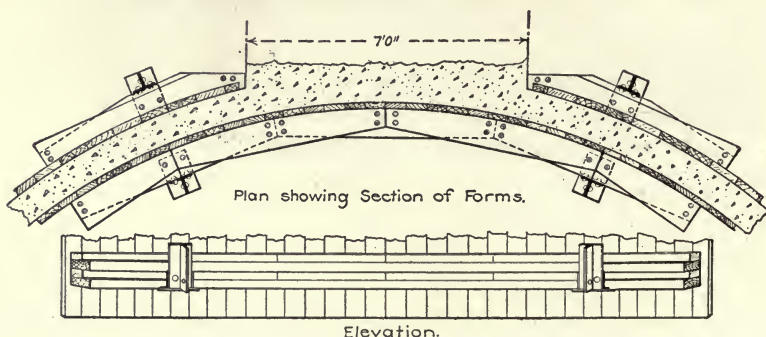 7'0"
Plan showing Section of Forms.
Elevation.